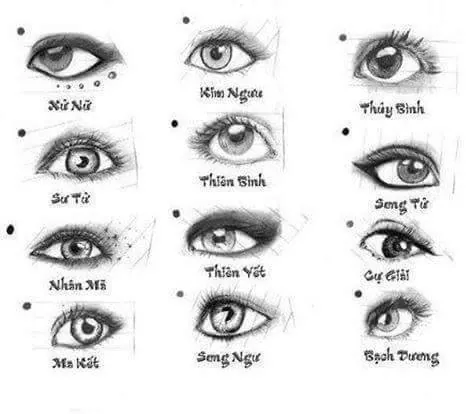 Xử Nữ
Kim Ngưu
Thủy Bình
Sư Tử
Thiên Bình
Song Tử
Nhân Mã
Thiên Yết
Cự Giải
Ma Kết
Song Ngư
Bạch Dương